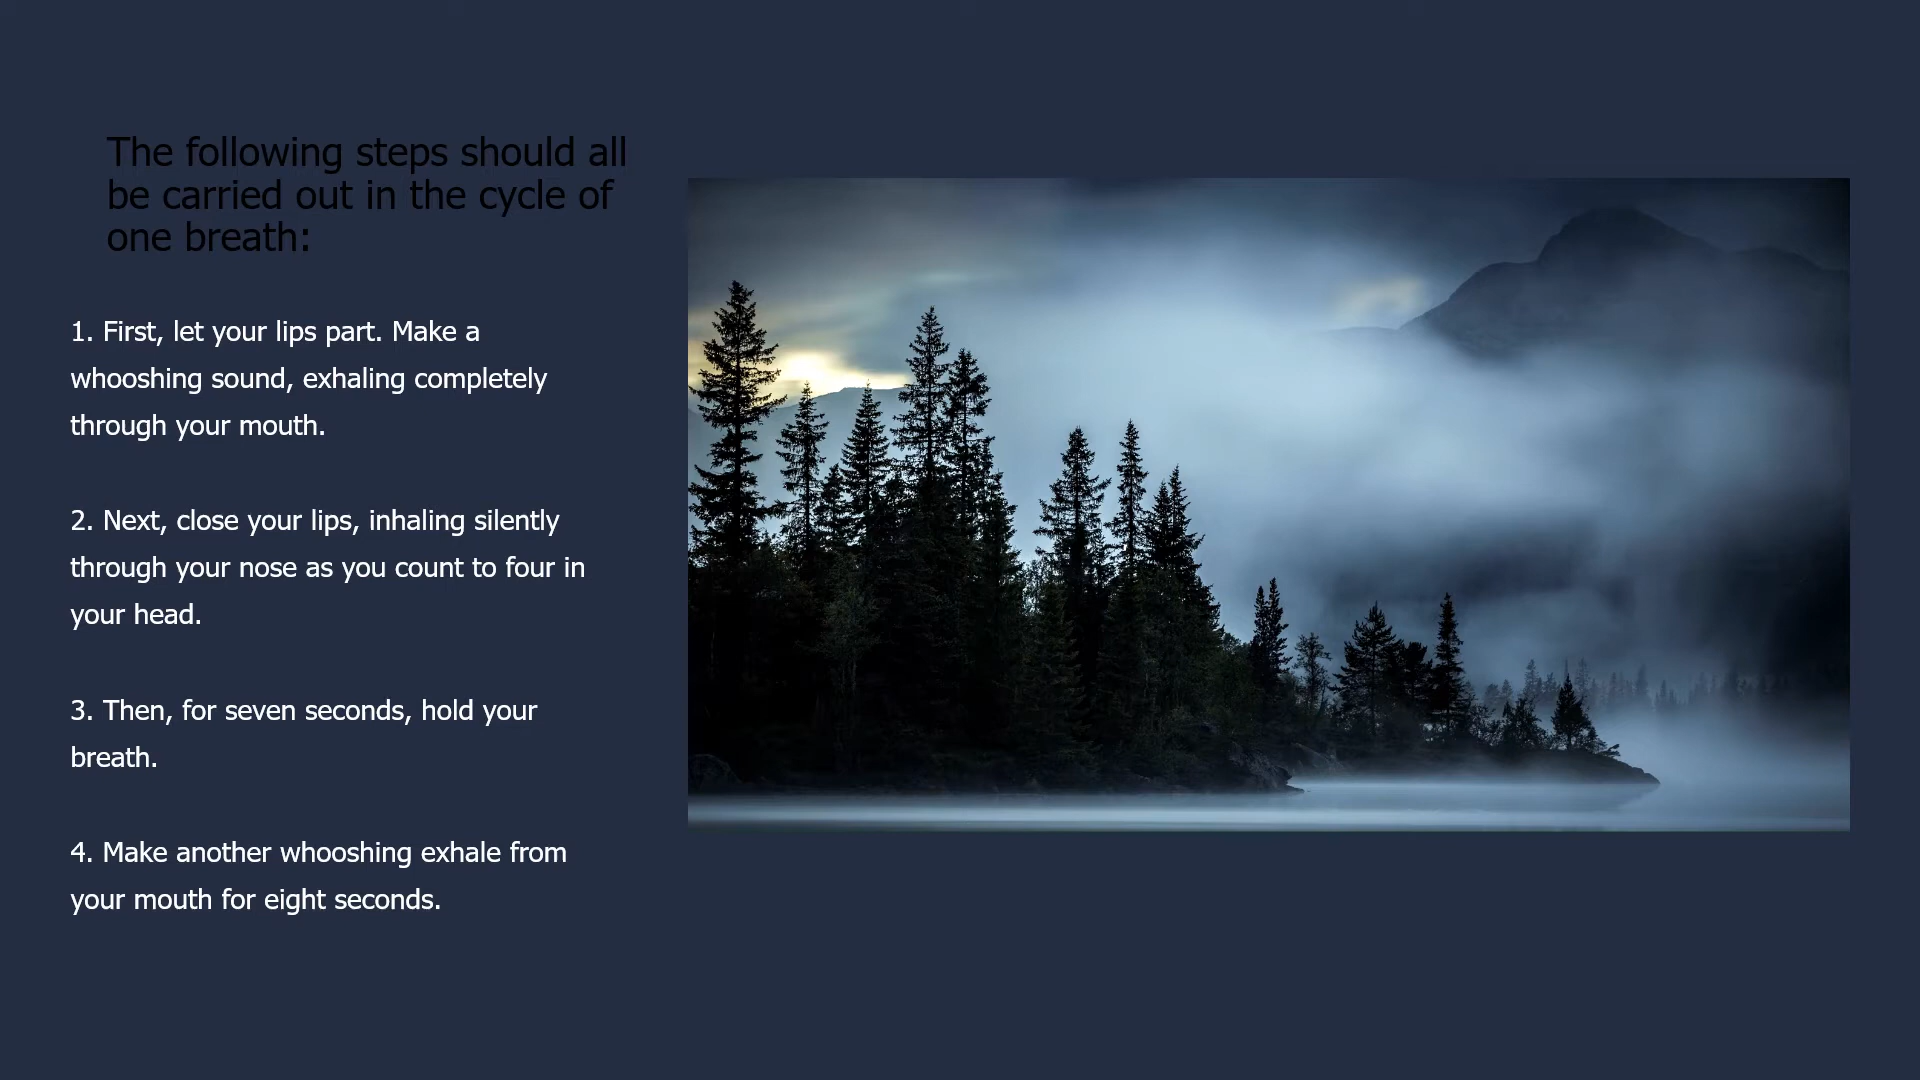 The following steps should all
be carried out in the cycle of
one breath:
1. First, let your lips part. Make a
whooshing sound, exhaling completely
through your mouth.
2. Next, close your lips, inhaling silently
through your nose as you count to four in
your head.
3. Then, for seven seconds, hold your
breath.
4. Make another whooshing exhale from
your mouth for eight seconds.